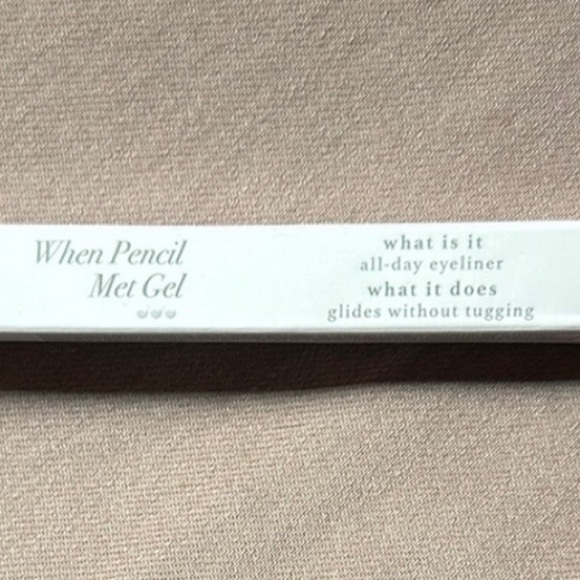 When Pencil
Met Gel
what is it
all-day eyeliner
what it does
glides without tugging